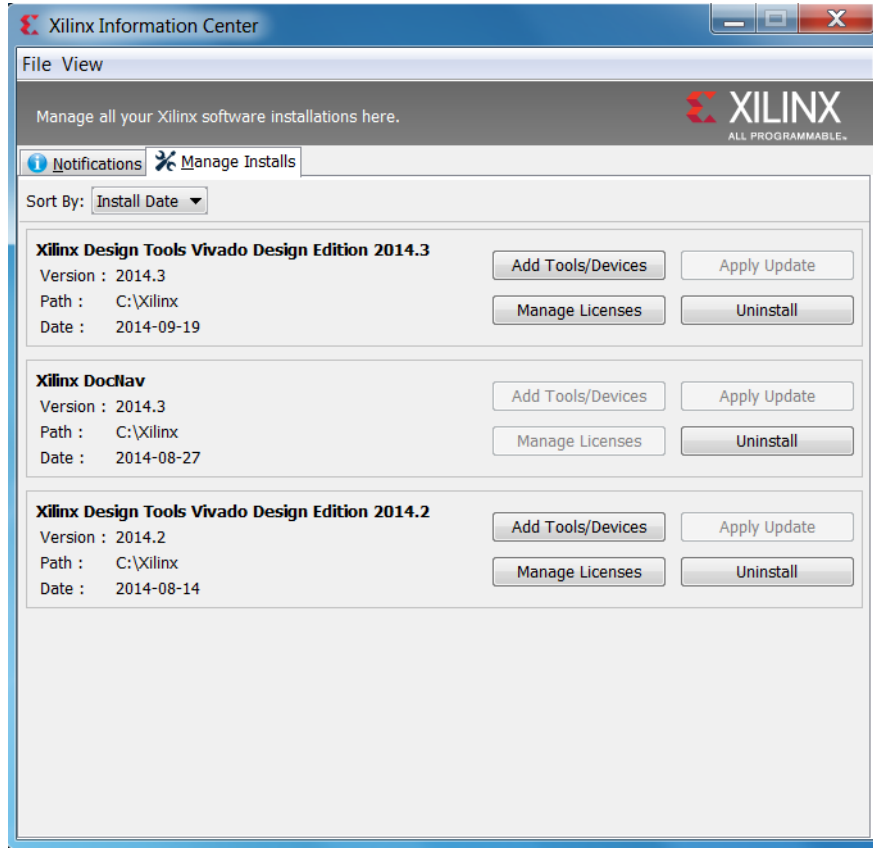 Xilinx Information Center
File View
Manage all your Xilinx software installations here.
XILINX
ALL PROGRAMMABLE™
Notifications Manage Installs
Sort By: Install Date
Xilinx Design Tools Vivado Design Edition 2014.3
Version : 2014.3
Path : C:\Xilinx
Date : 2014-09-19
Add Tools/Devices Apply Update
Manage Licenses Uninstall
Xilinx DocNav
Version : 2014.3
Path : C:\Xilinx
Date : 2014-08-27
Add Tools/Devices Apply Update
Manage Licenses Uninstall
Xilinx Design Tools Vivado Design Edition 2014.2
Version : 2014.2
Path : C:\Xilinx
Date : 2014-08-14
Add Tools/Devices Apply Update
Manage Licenses Uninstall